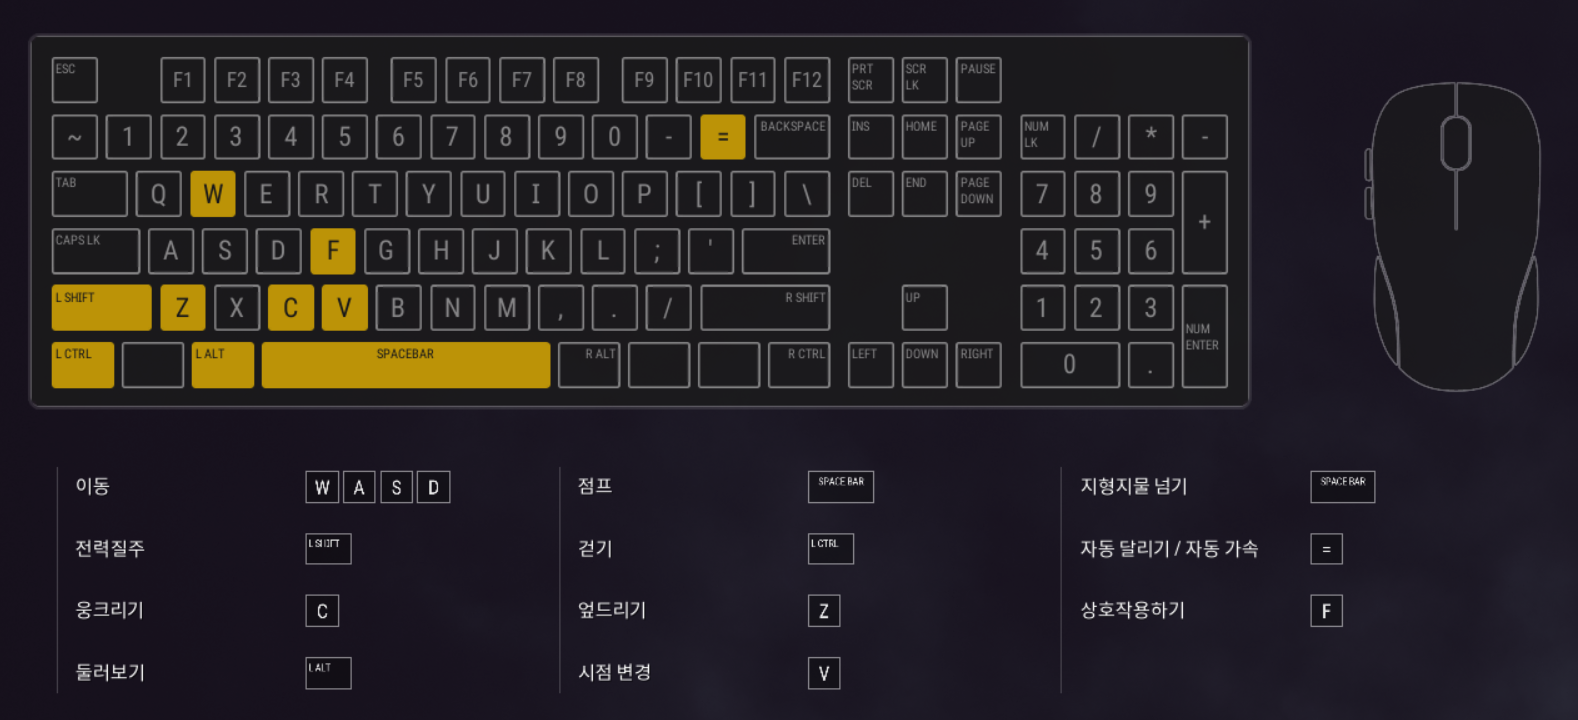 ESC F1 F2 F3 F4 F5 F6 F7 F8 F9 F10 F11 F12 PRT SCR SCR LK PAUSE
~ 1 2 3 4 5 6 7 8 9 0 - = BACKSPACE INS HOME PAGE UP NUM LK / * -
TAB Q W E R T Y U I O P [ ] \ DEL END PAGE DOWN 7 8 9 +
CAPS LK A S D F G H J K L ; ' ENTER 4 5 6
L SHIFT Z X C V B N M , . / R SHIFT UP 1 2 3 NUM ENTER
L CTRL L ALT SPACEBAR R ALT R CTRL LEFT DOWN RIGHT 0 .
이동 W A S D 점프 SPACE BAR 지형지물 넘기 SPACE BAR
전력질주 L SHIFT 걷기 L CTRL 자동 달리기 / 자동 가속 =
웅크리기 C 엎드리기 Z 상호작용하기 F
둘러보기 L ALT 시점 변경 V